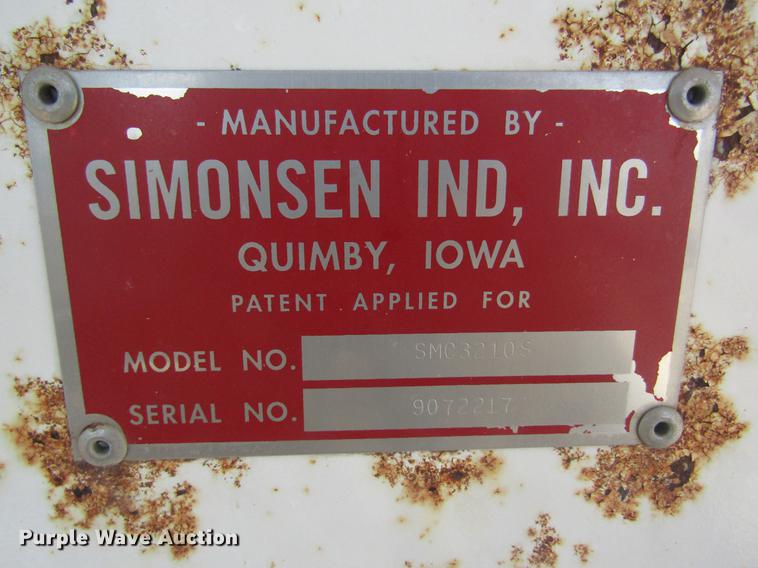 - MANUFACTURED BY -
SIMONSEN IND, INC.
QUIMBY, IOWA
PATENT APPLIED FOR
MODEL NO. SMC3210S
SERIAL NO. 9072217
Purple Wave Auction